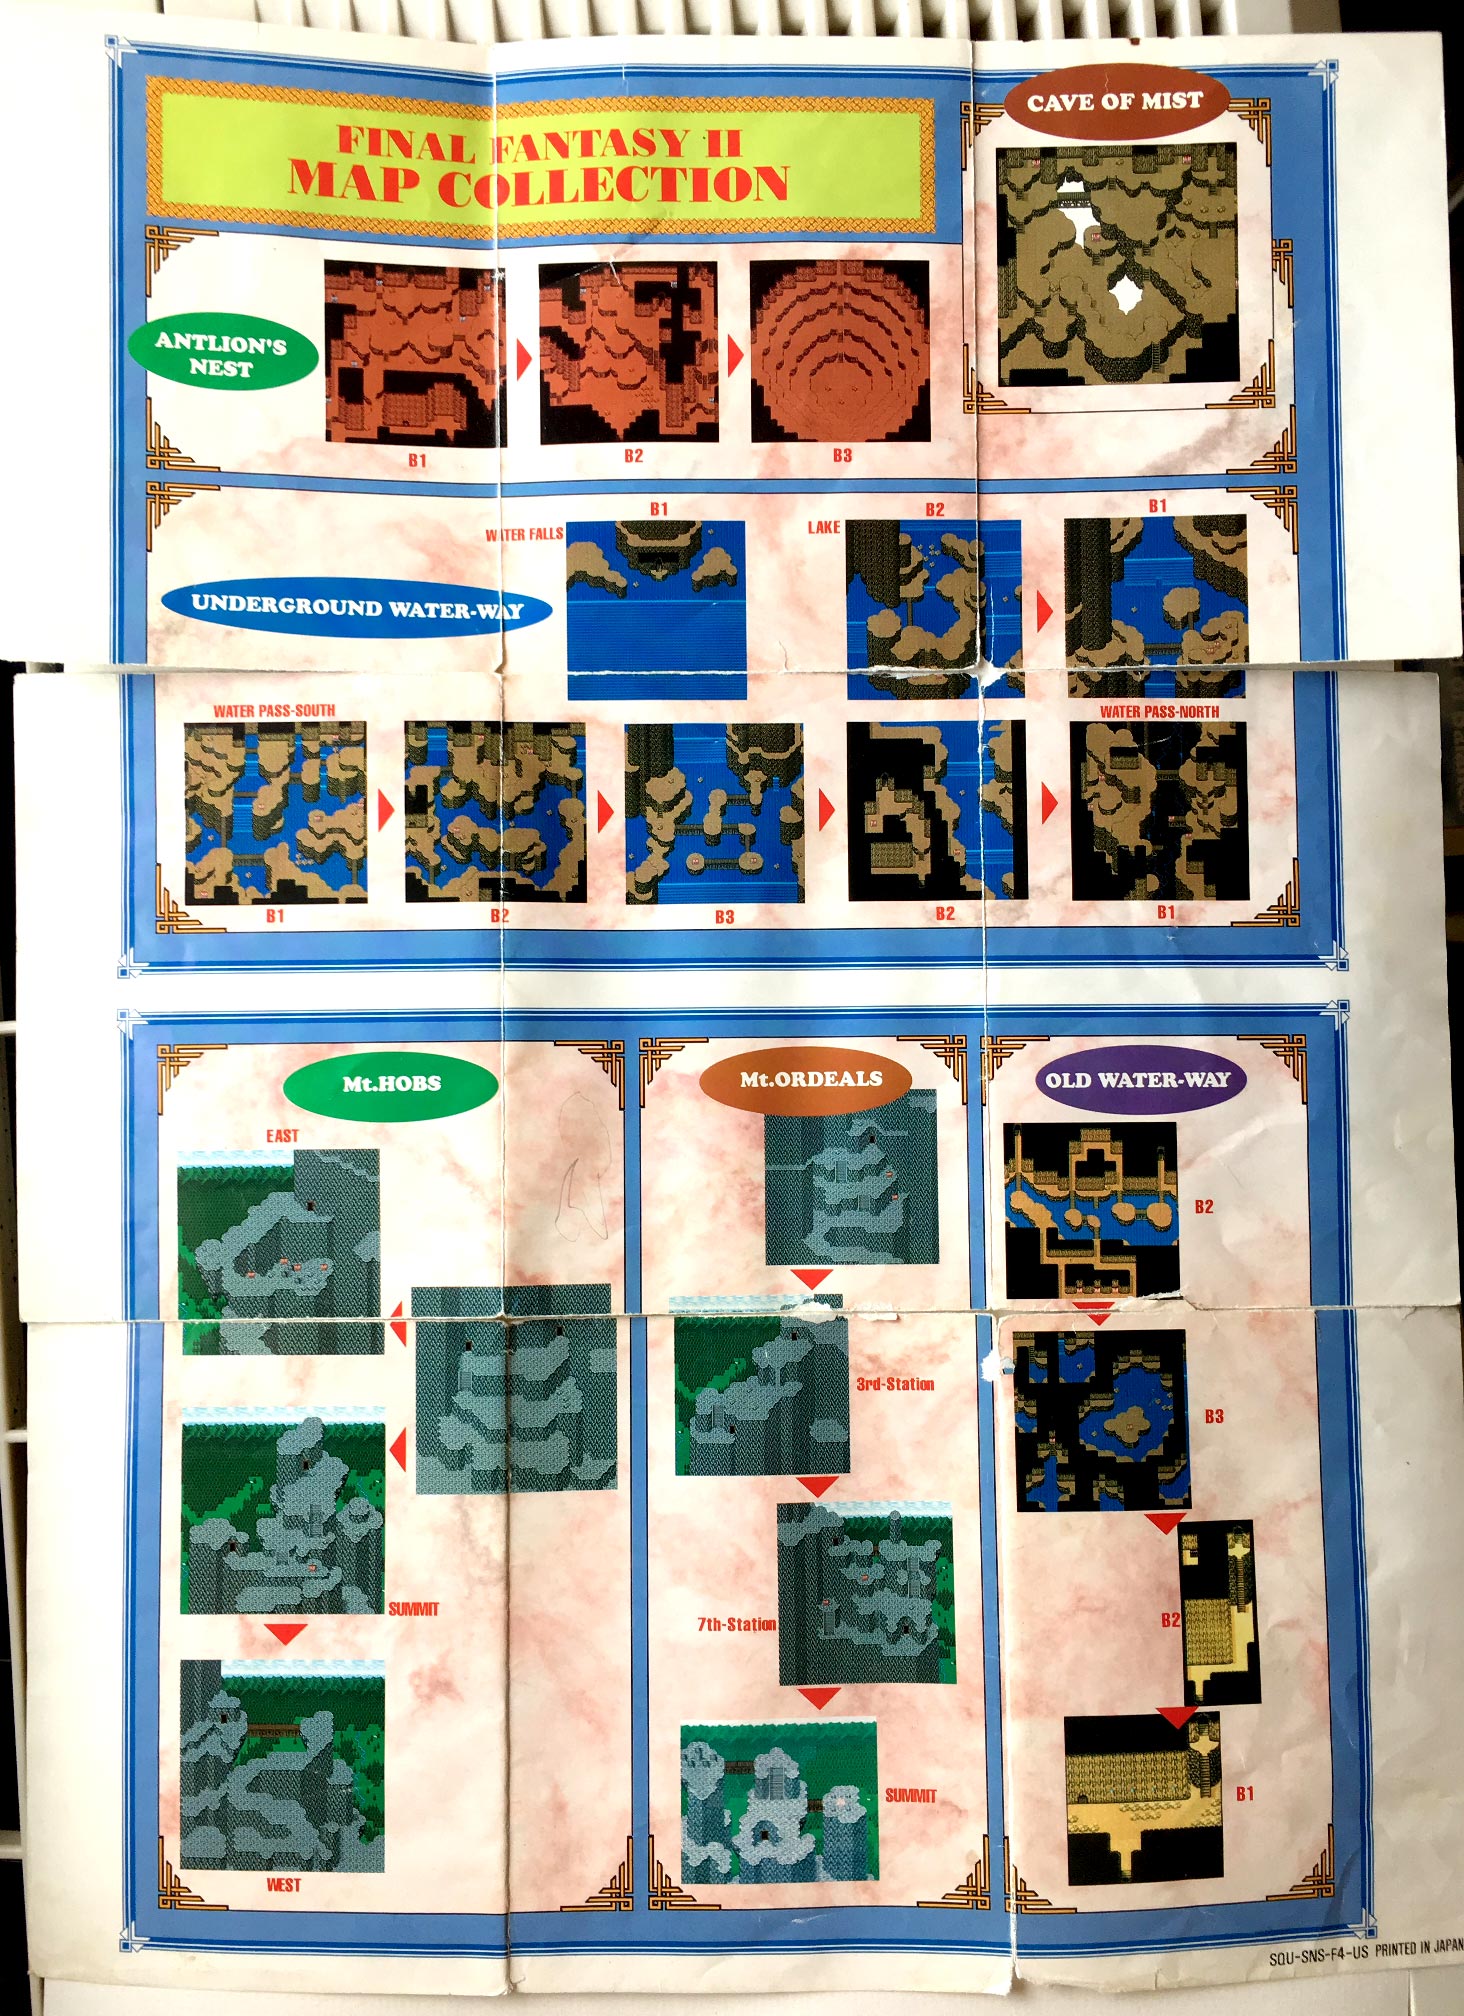 FINAL FANTASY II
MAP COLLECTION
CAVE OF MIST
ANTLION'S
NEST
B1
B2
B3
UNDERGROUND WATER-WAY
WATER FALLS
B1
LAKE
B2
B1
WATER PASS-SOUTH
WATER PASS-NORTH
B1
B2
B3
B2
B1
Mt.HOBS
EAST
SUMMIT
WEST
Mt.ORDEALS
3rd-Station
7th-Station
SUMMIT
OLD WATER-WAY
B2
B3
B2
B1
SQU-SNS-F4-US PRINTED IN JAPAN